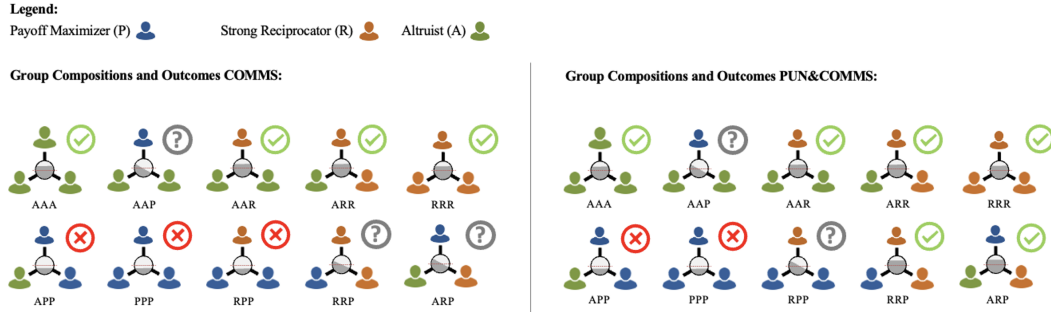 Legend:
Payoff Maximizer (P) Strong Reciprocator (R) Altruist (A)
Group Compositions and Outcomes COMMS:
AAA AAP AAR ARR RRR
APP PPP RPP RRP ARP
Group Compositions and Outcomes PUN&COMMS:
AAA AAP AAR ARR RRR
APP PPP RPP RRP ARP